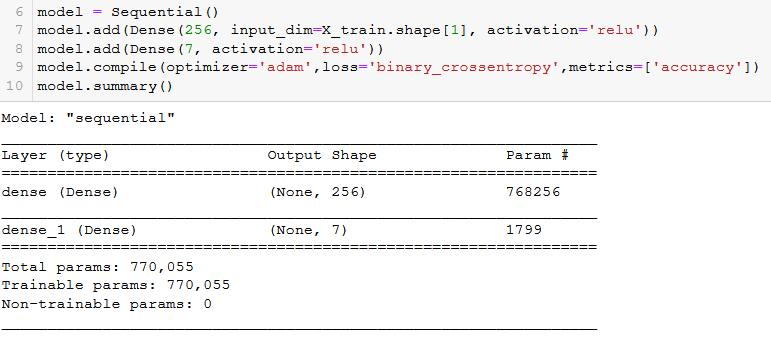 6 model = Sequential()
7 model.add(Dense(256, input_dim=X_train.shape[1], activation='relu'))
8 model.add(Dense(7, activation='relu'))
9 model.compile(optimizer='adam',loss='binary_crossentropy',metrics=['accuracy'])
10 model.summary()
Model: "sequential"
Layer (type) Output Shape Param #
dense (Dense) (None, 256) 768256
dense_1 (Dense) (None, 7) 1799
Total params: 770,055
Trainable params: 770,055
Non-trainable params: 0